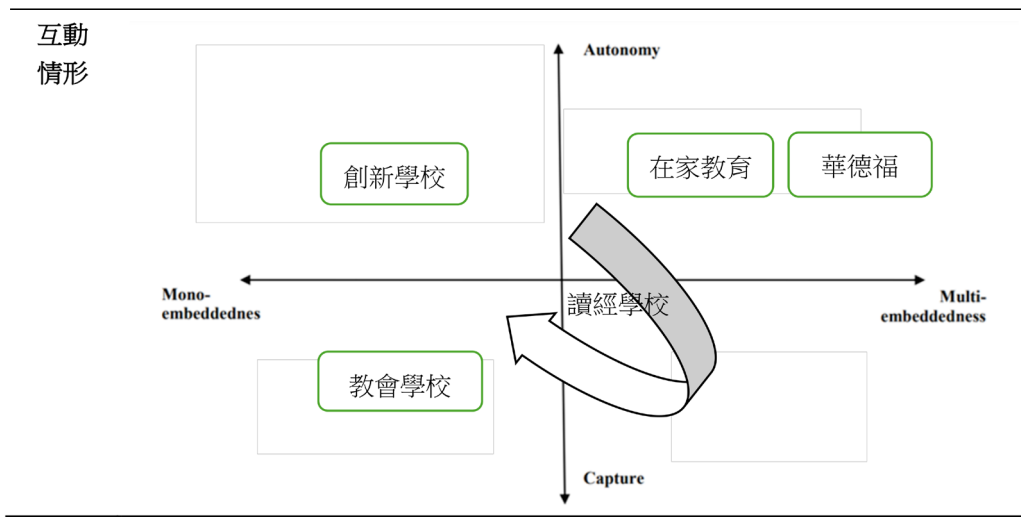 互動
情形
Autonomy
創新學校
在家教育
華德福
Mono-
embeddednes
讀經學校
Multi-
embeddedness
教會學校
Capture